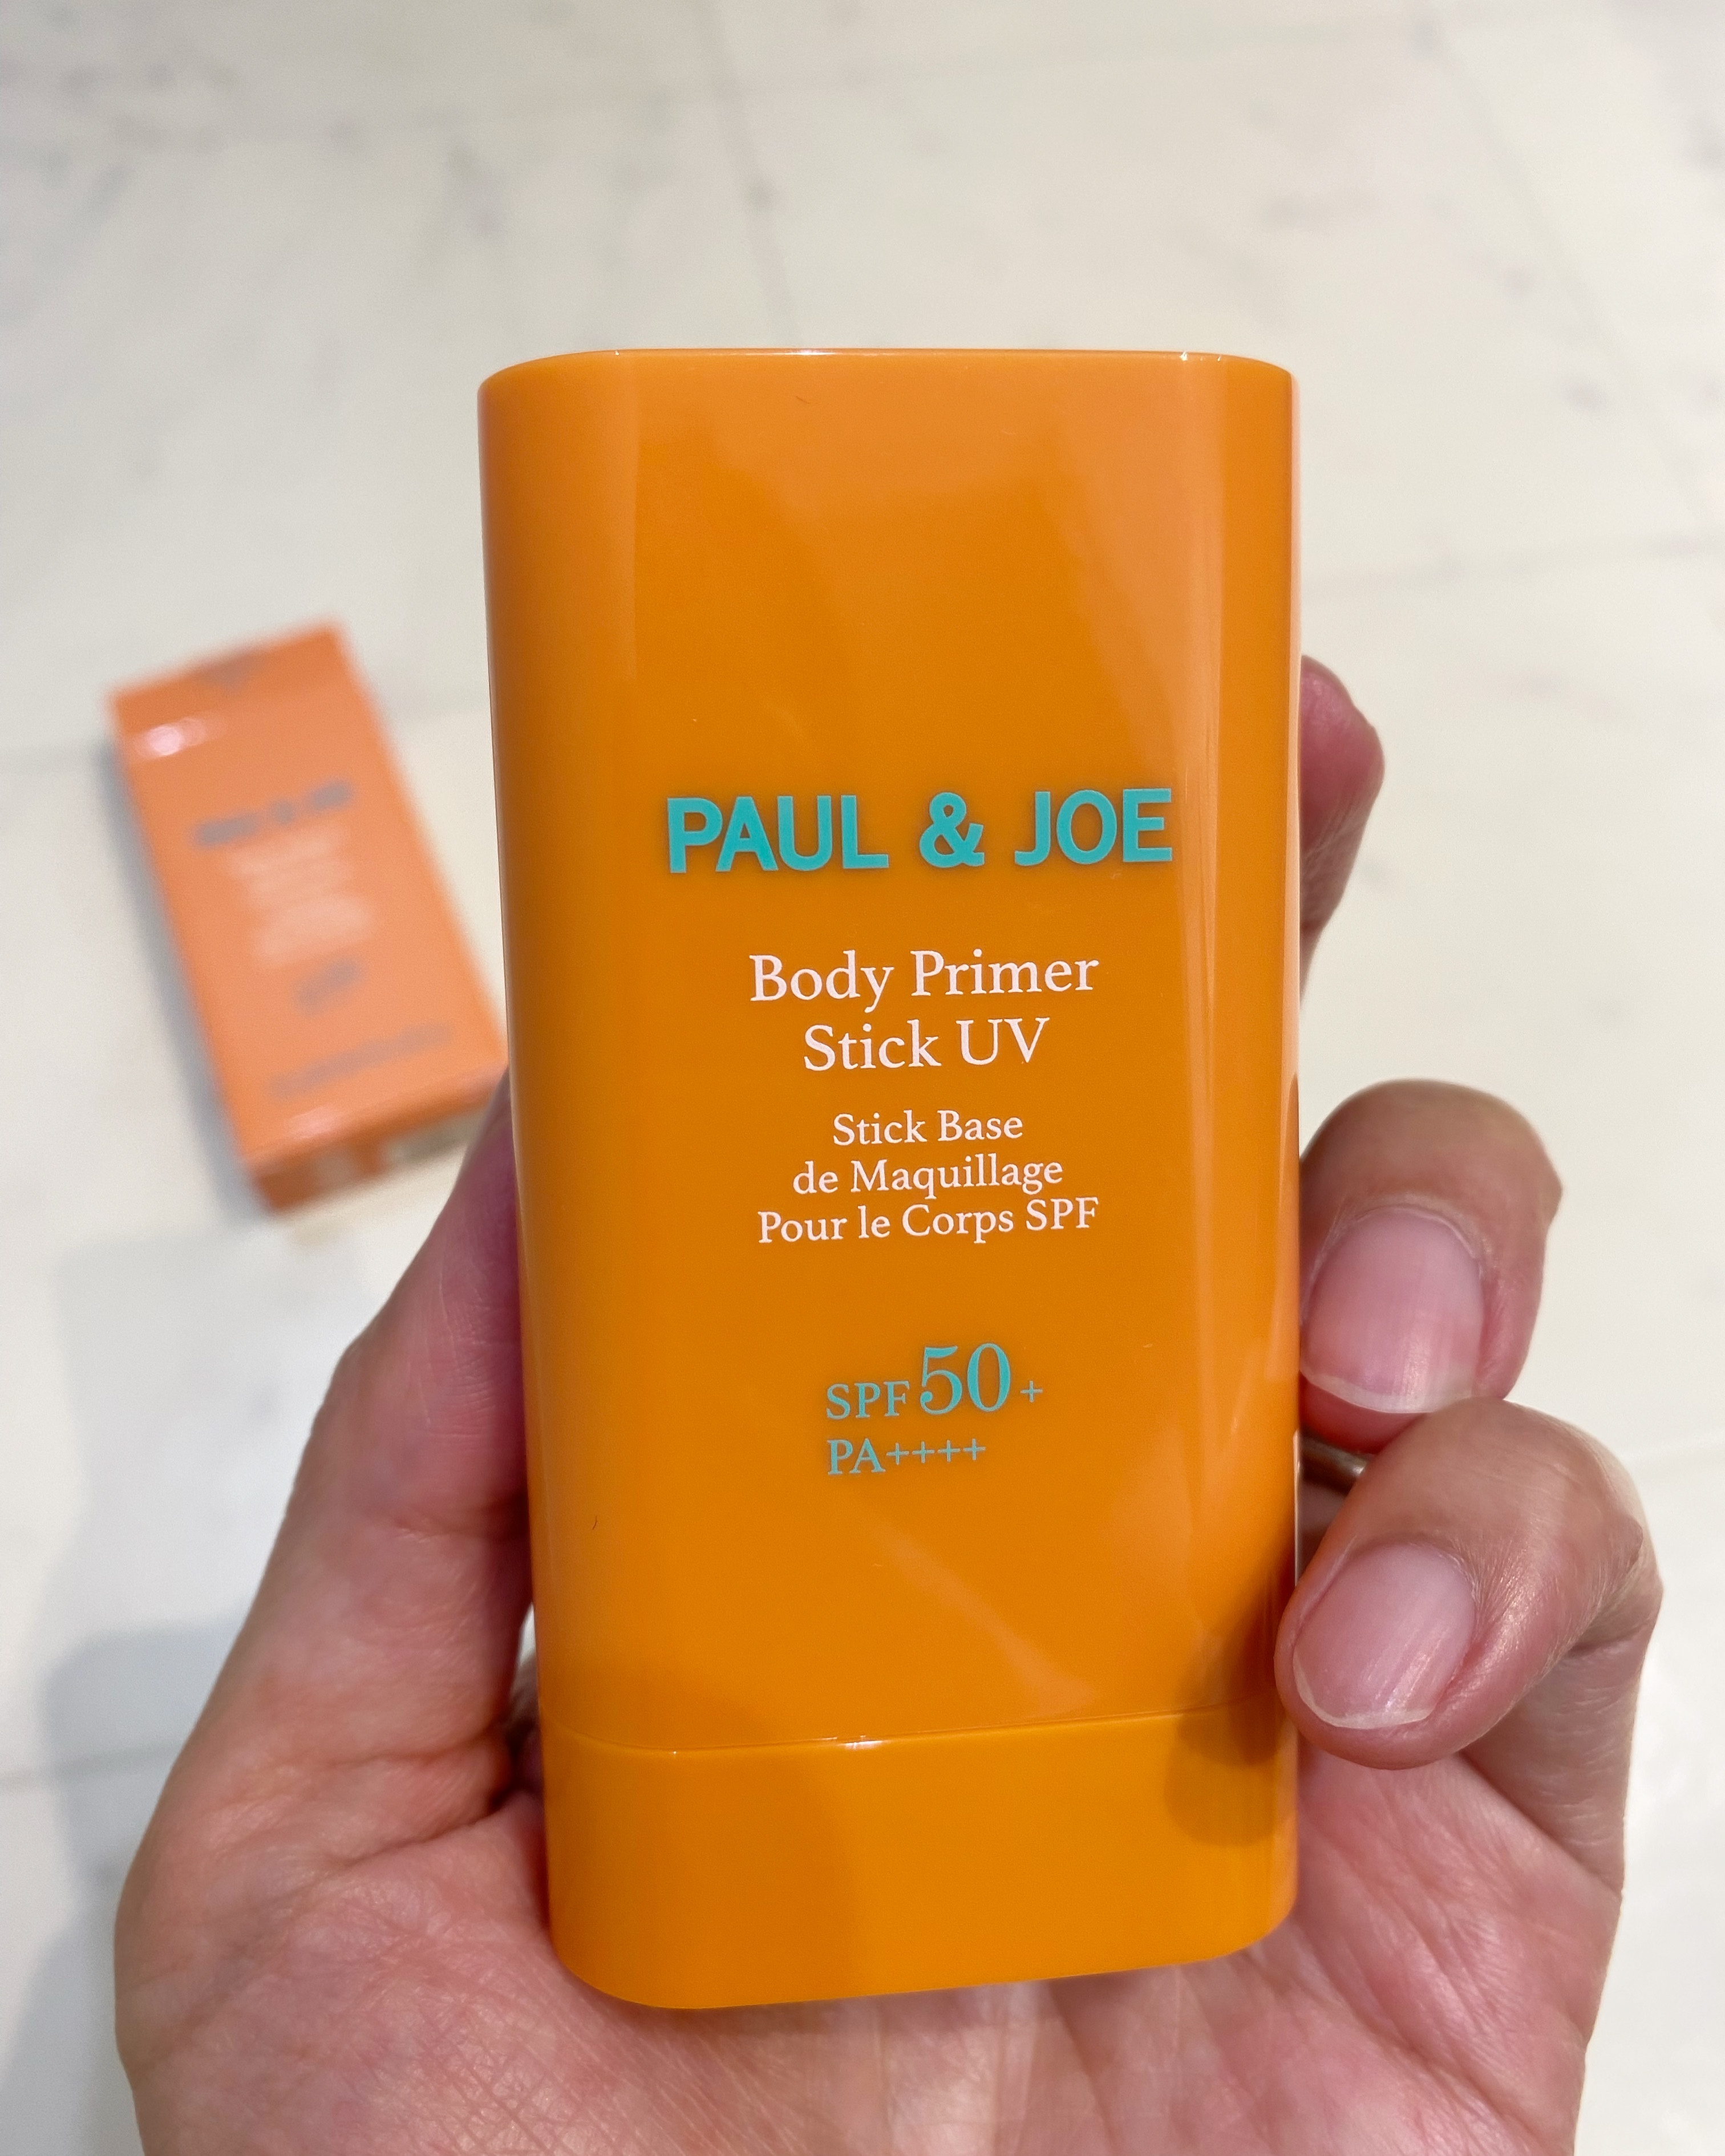 PAUL & JOE
Body Primer
Stick UV
Stick Base
de Maquillage
Pour le Corps SPF
SPF50+
PA++++